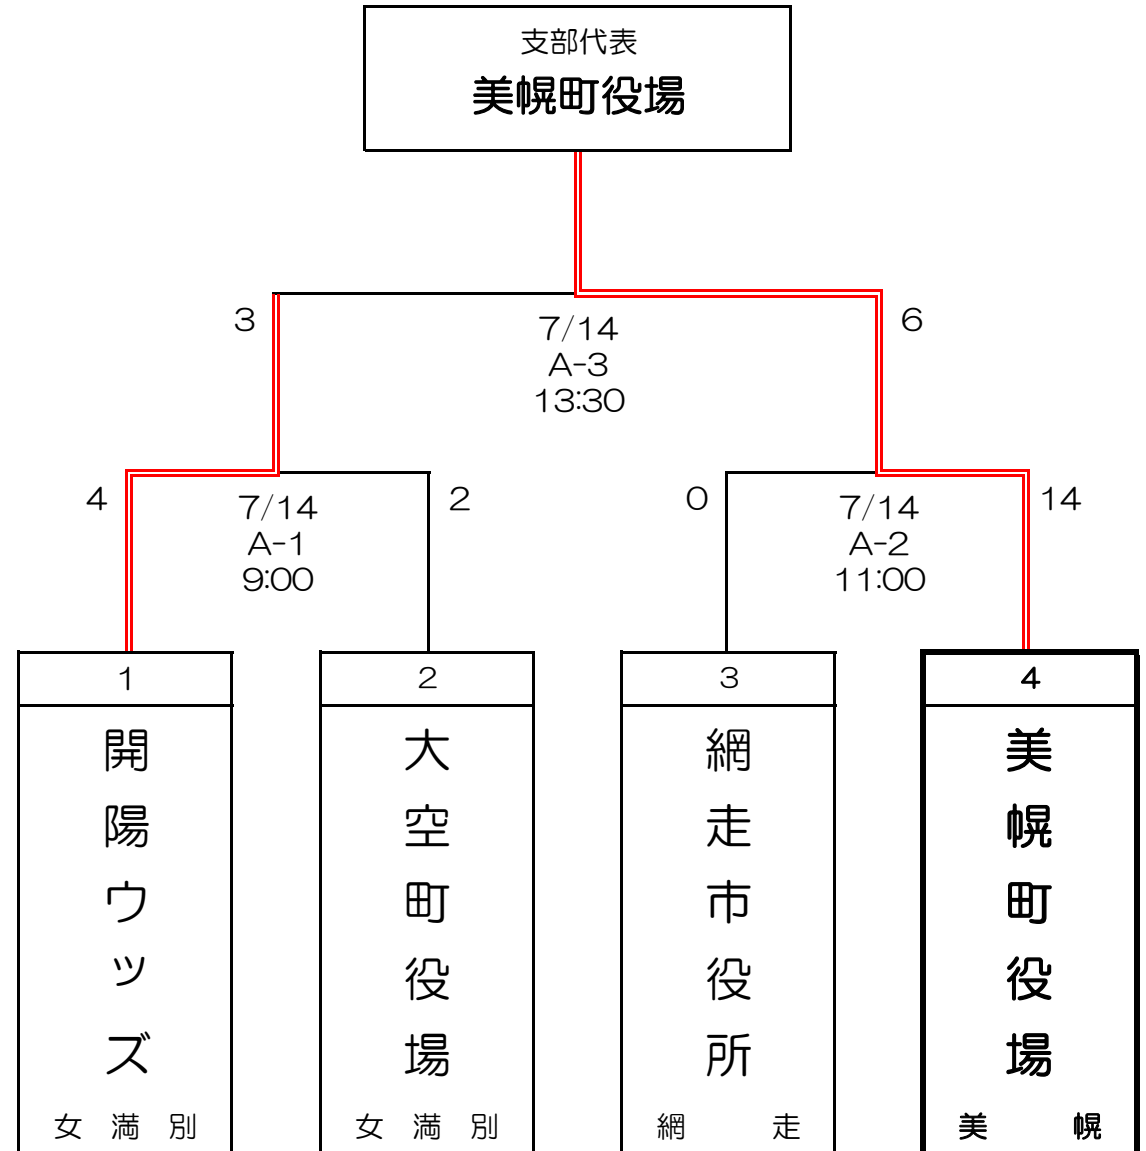 支部代表
美幌町役場
3
7/14
A-3
13:30
6
4
7/14
A-1
9:00
2
0
7/14
A-2
11:00
14
1
2
3
4
開陽ウッズ
大空町役場
網走市役所
美幌町役場
女満別
女満別
網走
美幌